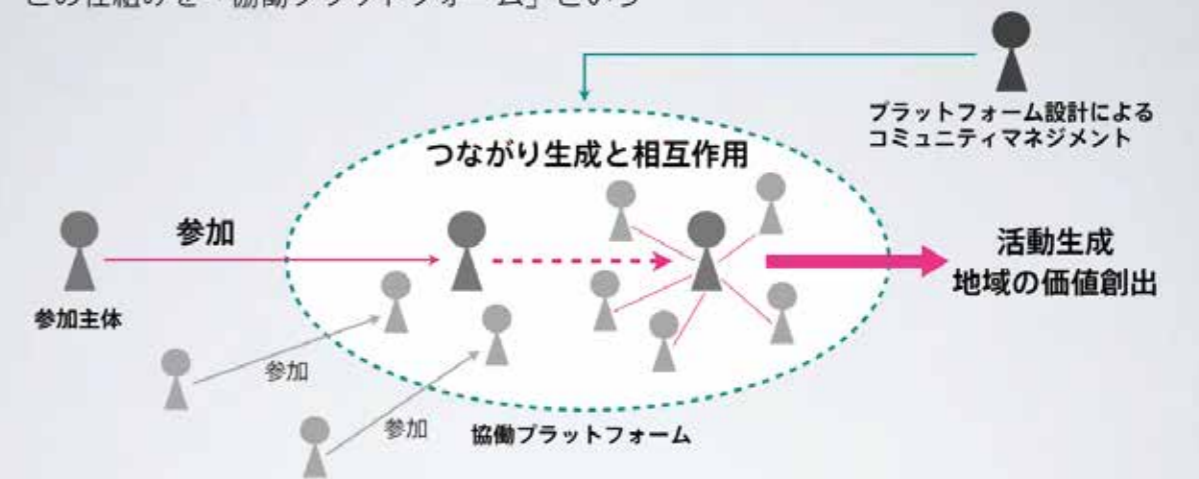 プラットフォーム設計による
コミュニティマネジメント
つながり生成と相互作用
参加
参加主体
活動生成
地域の価値創出
参加
参加
協働プラットフォーム